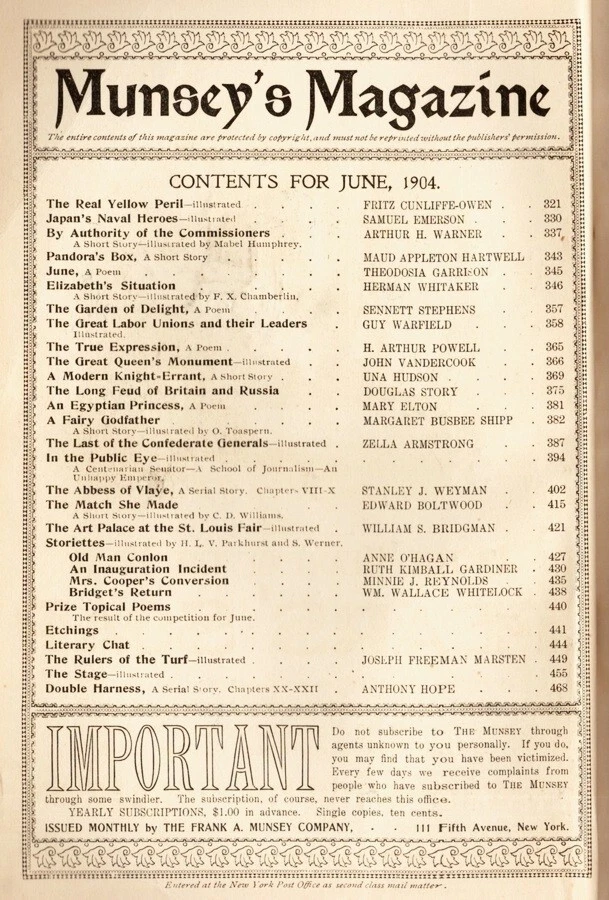 Munsey's Magazine
The entire contents of this magazine are protected by copyright, and must not be reprinted without the publishers' permission.
CONTENTS FOR JUNE, 1904.
The Real Yellow Peril—illustrated . . . . FRITZ CUNLIFFE-OWEN . . 321
Japan's Naval Heroes—illustrated . . . . SAMUEL EMERSON . . . 330
By Authority of the Commissioners . . . ARTHUR H. WARNER . . 337
A Short Story—illustrated by Mabel Humphrey.
Pandora's Box, A Short Story . . . . MAUD APPLETON HARTWELL 343
June, A Poem . . . . . . THEODOSIA GARRISON . 345
Elizabeth's Situation . . . . . HERMAN WHITAKER . . 346
A Short Story—illustrated by F. X. Chamberlin.
The Garden of Delight, A Poem . . . . SENNETT STEPHENS . . 357
The Great Labor Unions and their Leaders . . GUY WARFIELD . . . 358
Illustrated.
The True Expression, A Poem . . . . H. ARTHUR POWELL . . 365
The Great Queen's Monument—illustrated . . JOHN VANDERCOOK . . 366
A Modern Knight-Errant, A Short Story . . . UNA HUDSON . . . . 369
The Long Feud of Britain and Russia . . DOUGLAS STORY . . . 375
An Egyptian Princess, A Poem . . . . MARY ELTON . . . . 381
A Fairy Godfather . . . . . MARGARET BUSBEE SHIPP . 382
A Short Story—illustrated by O. Toaspern.
The Last of the Confederate Generals—illustrated . ZELLA ARMSTRONG . . . 387
In the Public Eye—illustrated . . . . . . . . 394
A Centenarian Senator—A School of Journalism—An
Unhappy Emperor.
The Abbess of Vlaye, A Serial Story. Chapters VIII-X STANLEY J. WEYMAN . . 402
The Match She Made . . . . . EDWARD BOLTWOOD . . 415
A Short Story—illustrated by C. D. Williams.
The Art Palace at the St. Louis Fair—illustrated . WILLIAM S. BRIDGMAN . . 421
Storiettes—illustrated by H. L. V. Parkhurst and S. Werner.
Old Man Conlon . . . . . ANNE O'HAGAN . . . 427
An Inauguration Incident . . . . RUTH KIMBALL GARDINER . 430
Mrs. Cooper's Conversion . . . . MINNIE J. REYNOLDS . . 435
Bridget's Return . . . . . WM. WALLACE WHITELOCK . 438
Prize Topical Poems . . . . . . . . . 440
The result of the competition for June.
Etchings . . . . . . . . . . . 441
Literary Chat . . . . . . . . . . 444
The Rulers of the Turf—illustrated . . . . JOSEPH FREEMAN MARSTEN . 449
The Stage—illustrated . . . . . . . . . 455
Double Harness, A Serial Story. Chapters XX-XXII ANTHONY HOPE . . . 468
IMPORTANT Do not subscribe to THE MUNSEY through
agents unknown to you personally. If you do,
you may find that you have been victimized.
Every few days we receive complaints from
people who have subscribed to THE MUNSEY
through some swindler. The subscription, of course, never reaches this office.
YEARLY SUBSCRIPTIONS, $1.00 in advance. Single copies, ten cents.
ISSUED MONTHLY by THE FRANK A. MUNSEY COMPANY, - - 111 Fifth Avenue, New York.
Entered at the New York Post Office as second class mail matter.